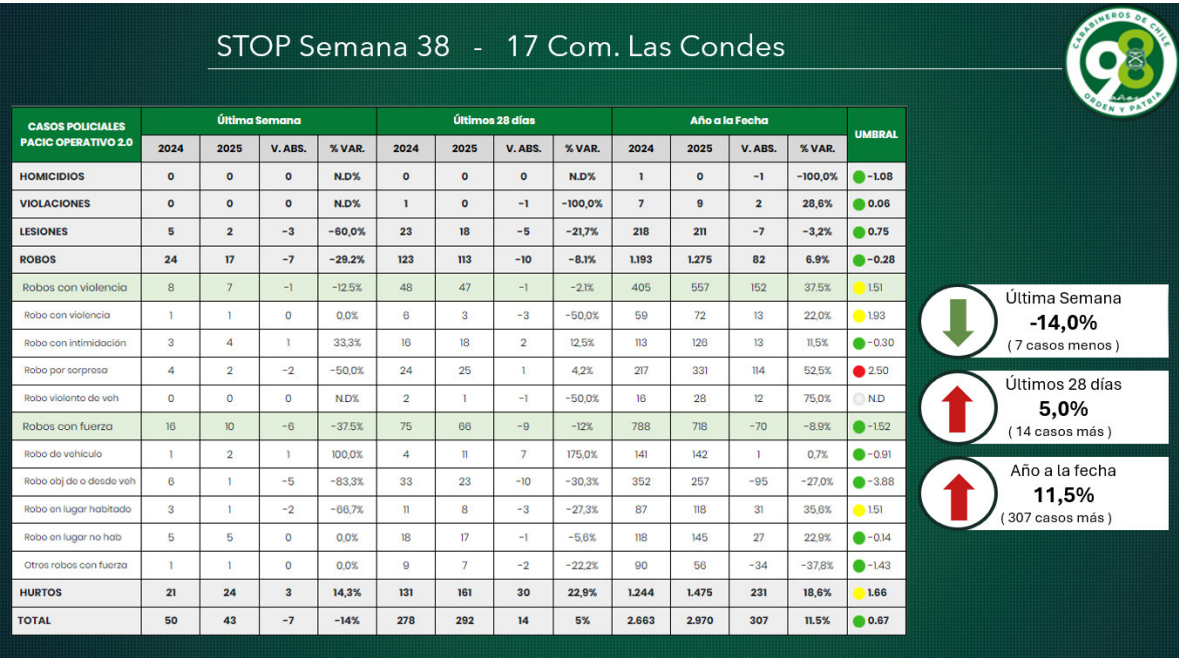 STOP Semana 38 - 17 Com. Las Condes
CARABINEROS DE CHILE
98
años
ORDEN Y PATRIA
CASOS POLICIALES PACIC OPERATIVO 2.0 Última Semana Últimos 28 días Año a la Fecha UMBRAL
2024 2025 V. ABS. % VAR. 2024 2025 V. ABS. % VAR. 2024 2025 V. ABS. % VAR.
HOMICIDIOS 0 0 0 N.D% 0 0 0 N.D% 1 0 -1 -100,0% -1.08
VIOLACIONES 0 0 0 N.D% 1 0 -1 -100,0% 7 9 2 28,6% 0.06
LESIONES 5 2 -3 -60,0% 23 18 -5 -21,7% 218 211 -7 -3,2% 0.75
ROBOS 24 17 -7 -29.2% 123 113 -10 -8.1% 1.193 1.275 82 6.9% -0.28
Robos con violencia 8 7 -1 -12.5% 48 47 -1 -2.1% 405 557 152 37.5% 1.51
Robo con violencia 1 1 0 0,0% 6 3 -3 -50,0% 59 72 13 22,0% 1.93
Robo con intimidación 3 4 1 33,3% 16 18 2 12,5% 113 126 13 11,5% -0.30
Robo por sorpresa 4 2 -2 -50,0% 24 25 1 4,2% 217 331 114 52,5% 2.50
Robo violento de veh 0 0 0 N.D% 2 1 -1 -50,0% 16 28 12 75,0% N.D
Robos con fuerza 16 10 -6 -37.5% 75 66 -9 -12% 788 718 -70 -8.9% -1.52
Robo de vehículo 1 2 1 100,0% 4 11 7 175,0% 141 142 1 0,7% -0.91
Robo obj de o desde veh 6 1 -5 -83,3% 33 23 -10 -30,3% 352 257 -95 -27,0% -3.88
Robo en lugar habitado 3 1 -2 -66,7% 11 8 -3 -27,3% 87 118 31 35,6% 1.51
Robo en lugar no hab 5 5 0 0,0% 18 17 -1 -5,6% 118 145 27 22,9% -0.14
Otros robos con fuerza 1 1 0 0,0% 9 7 -2 -22,2% 90 56 -34 -37,8% -1.43
HURTOS 21 24 3 14,3% 131 161 30 22,9% 1.244 1.475 231 18,6% 1.66
TOTAL 50 43 -7 -14% 278 292 14 5% 2.663 2.970 307 11.5% 0.67
Última Semana
-14,0%
( 7 casos menos )
Últimos 28 días
5,0%
( 14 casos más )
Año a la fecha
11,5%
( 307 casos más )